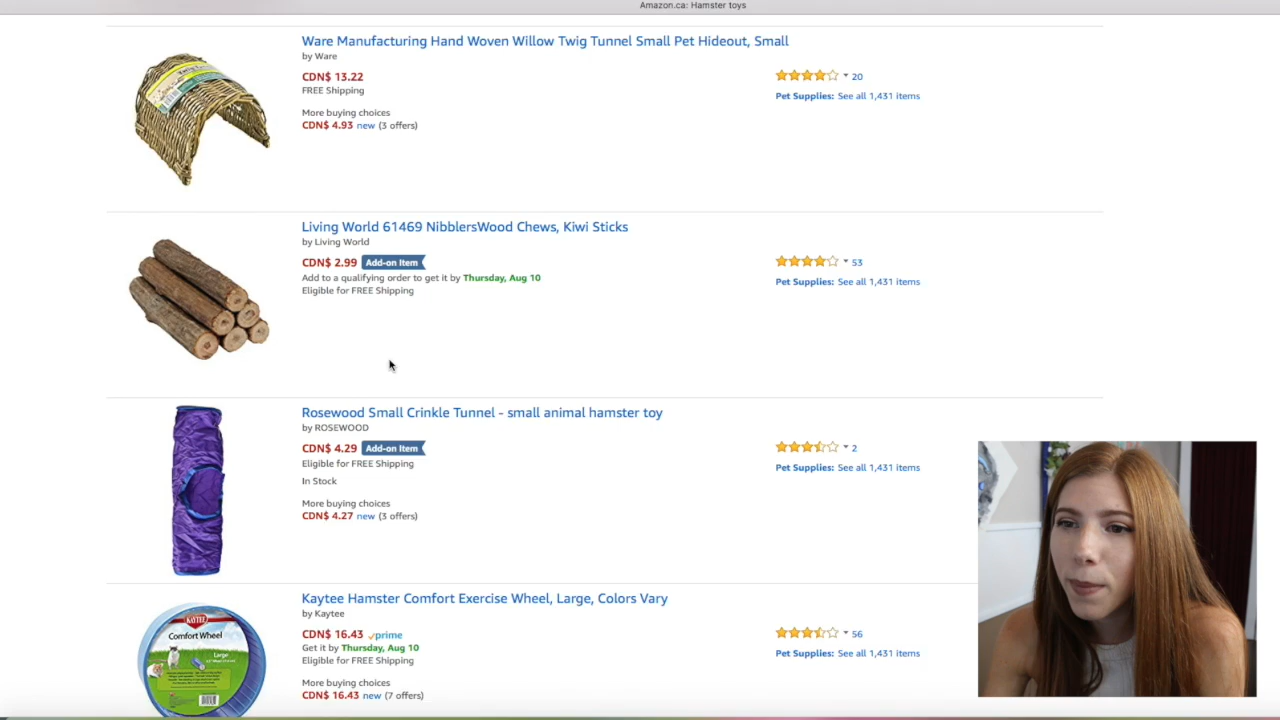 Amazon.ca: Hamster toys
Ware Manufacturing Hand Woven Willow Twig Tunnel Small Pet Hideout, Small
by Ware
CDN$ 13.22
20
FREE Shipping
Pet Supplies: See all 1,431 items
More buying choices
CDN$ 4.93 new (3 offers)
Living World 61469 NibblersWood Chews, Kiwi Sticks
by Living World
CDN$ 2.99 Add-on Item
53
Add to a qualifying order to get it by Thursday, Aug 10
Pet Supplies: See all 1,431 items
Eligible for FREE Shipping
Rosewood Small Crinkle Tunnel - small animal hamster toy
by ROSEWOOD
CDN$ 4.29 Add-on Item
2
Eligible for FREE Shipping
Pet Supplies: See all 1,431 items
In Stock
More buying choices
CDN$ 4.27 new (3 offers)
Kaytee Hamster Comfort Exercise Wheel, Large, Colors Vary
by Kaytee
KAYTEE
Comfort Wheel
Large
CDN$ 16.43 prime
56
Get it by Thursday, Aug 10
Pet Supplies: See all 1,431 items
Eligible for FREE Shipping
More buying choices
CDN$ 16.43 new (7 offers)